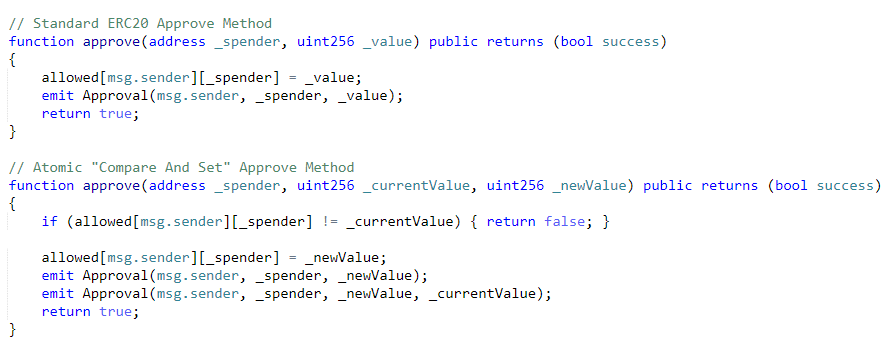 // Standard ERC20 Approve Method
function approve(address _spender, uint256 _value) public returns (bool success)
{
    allowed[msg.sender][_spender] = _value;
    emit Approval(msg.sender, _spender, _value);
    return true;
}

// Atomic "Compare And Set" Approve Method
function approve(address _spender, uint256 _currentValue, uint256 _newValue) public returns (bool success)
{
    if (allowed[msg.sender][_spender] != _currentValue) { return false; }

    allowed[msg.sender][_spender] = _newValue;
    emit Approval(msg.sender, _spender, _newValue);
    emit Approval(msg.sender, _spender, _newValue, _currentValue);
    return true;
}